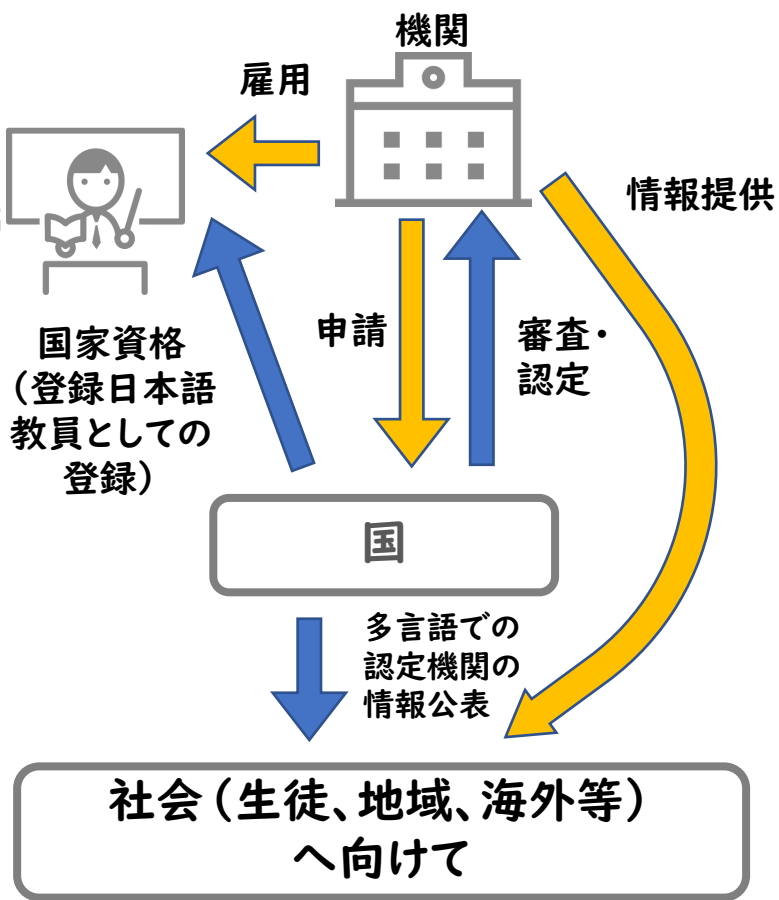 機関
雇用
情報提供
国家資格
（登録日本語
教員としての
登録）
申請
審査・
認定
国
多言語での
認定機関の
情報公表
社会（生徒、地域、海外等）
へ向けて